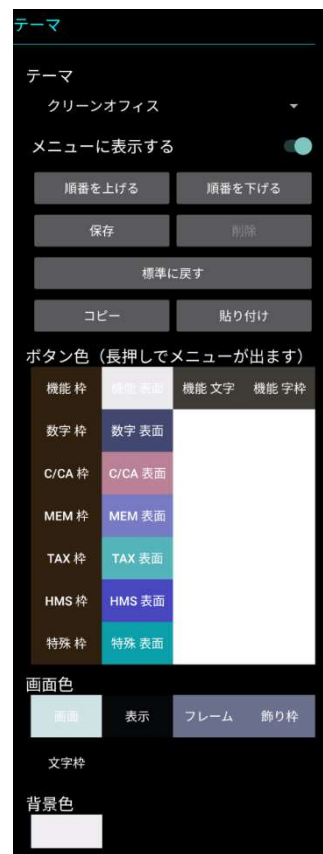 テーマ
テーマ
クリーンオフィス
メニューに表示する
順番を上げる 順番を下げる
保存 削除
標準に戻す
コピー 貼り付け
ボタン色（長押しでメニューが出ます）
機能 枠 機能 表面 機能 文字 機能 字枠
数字 枠 数字 表面
C/CA 枠 C/CA 表面
MEM 枠 MEM 表面
TAX 枠 TAX 表面
HMS 枠 HMS 表面
特殊 枠 特殊 表面
画面色
画面 表示 フレーム 飾り枠
文字枠
背景色